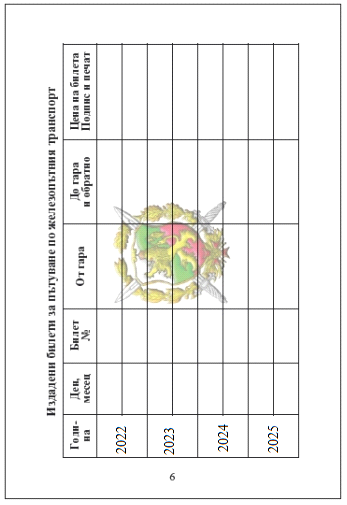 Издадени билети за пътуване по железопътния транспорт
Годи-
на
Ден,
месец
Билет
№
От гара
До гара
и обратно
Цена на билета
Подпис и печат
2022
2023
2024
2025
6